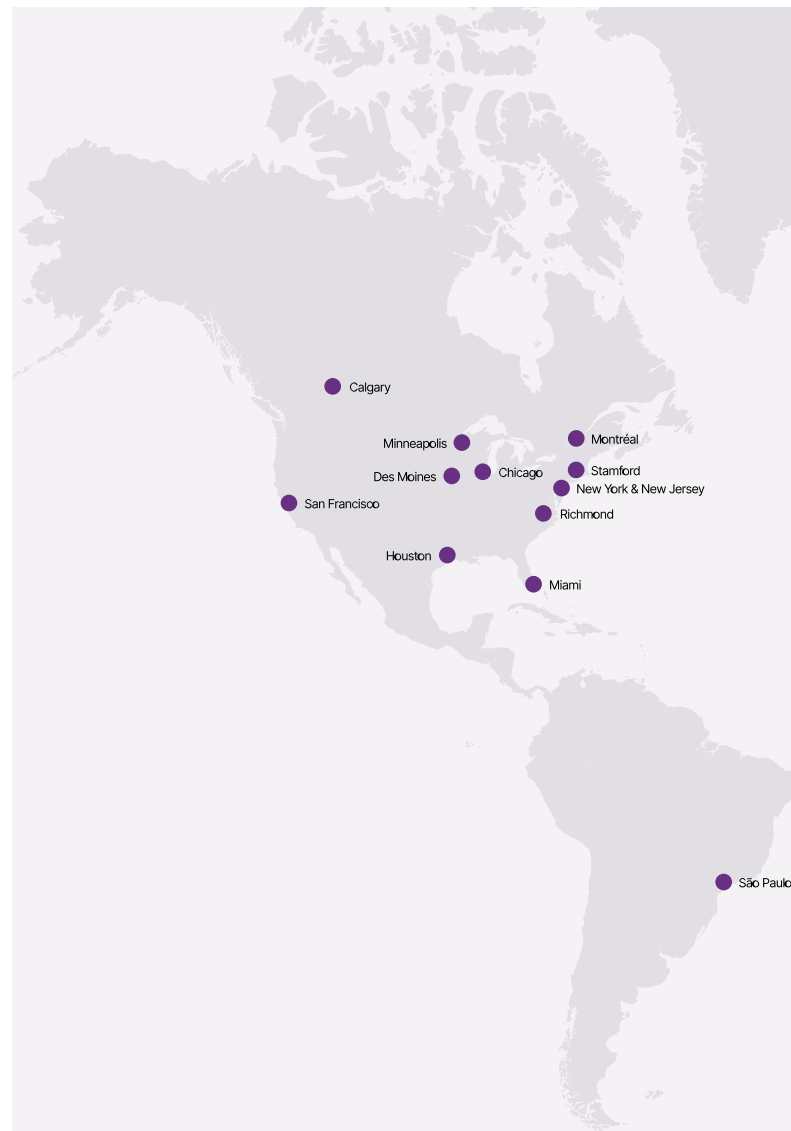 Calgary
Minneapolis
Montréal
Des Moines
Chicago
Stamford
New York & New Jersey
San Francisco
Richmond
Houston
Miami
São Paulo